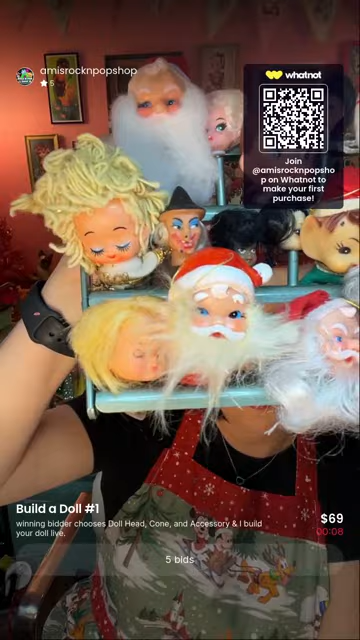 amisrocknpopshop
★5
whatnot
Join
@amisrocknpopsho
p on Whatnot to
make your first
purchase!
Build a Doll #1
$69
winning bidder chooses Doll Head, Cone, and Accessory & I build
your doll live.
00:08
5 bids